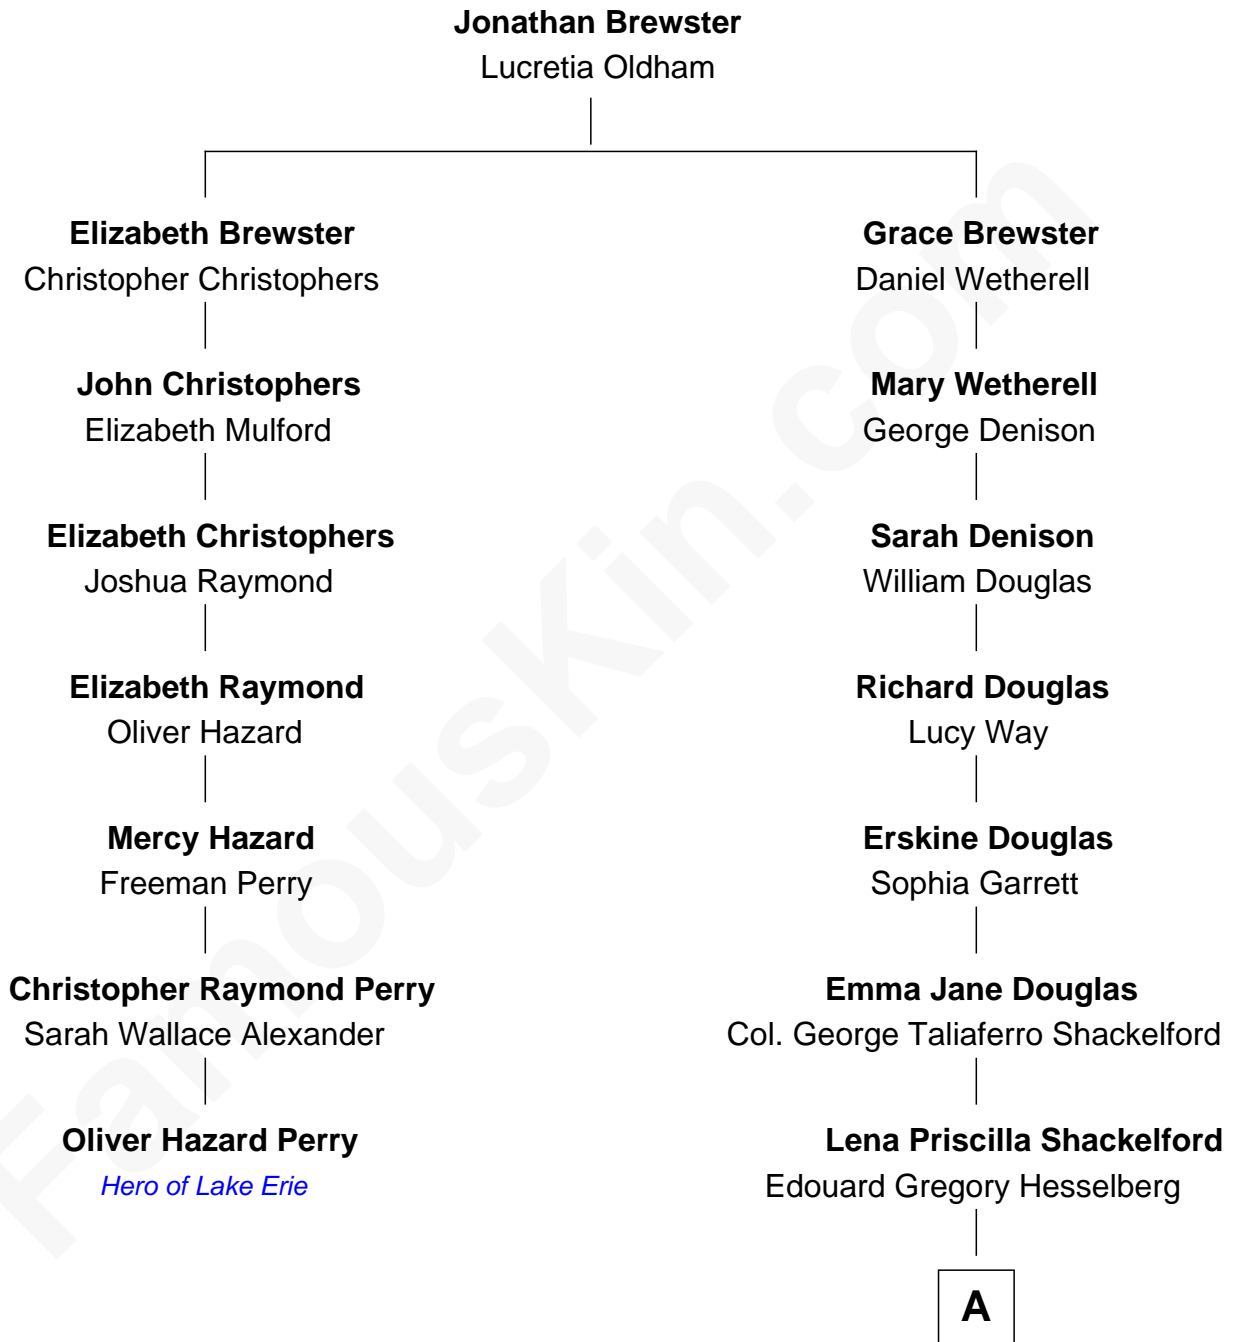 Jonathan Brewster
Lucretia Oldham
Elizabeth Brewster
Christopher Christophers
Grace Brewster
Daniel Wetherell
John Christophers
Elizabeth Mulford
Mary Wetherell
George Denison
Elizabeth Christophers
Joshua Raymond
Sarah Denison
William Douglas
Elizabeth Raymond
Oliver Hazard
Richard Douglas
Lucy Way
Mercy Hazard
Freeman Perry
Erskine Douglas
Sophia Garrett
Christopher Raymond Perry
Sarah Wallace Alexander
Emma Jane Douglas
Col. George Taliaferro Shackelford
Oliver Hazard Perry
Hero of Lake Erie
Lena Priscilla Shackelford
Edouard Gregory Hesselberg
A
FamousKin.com